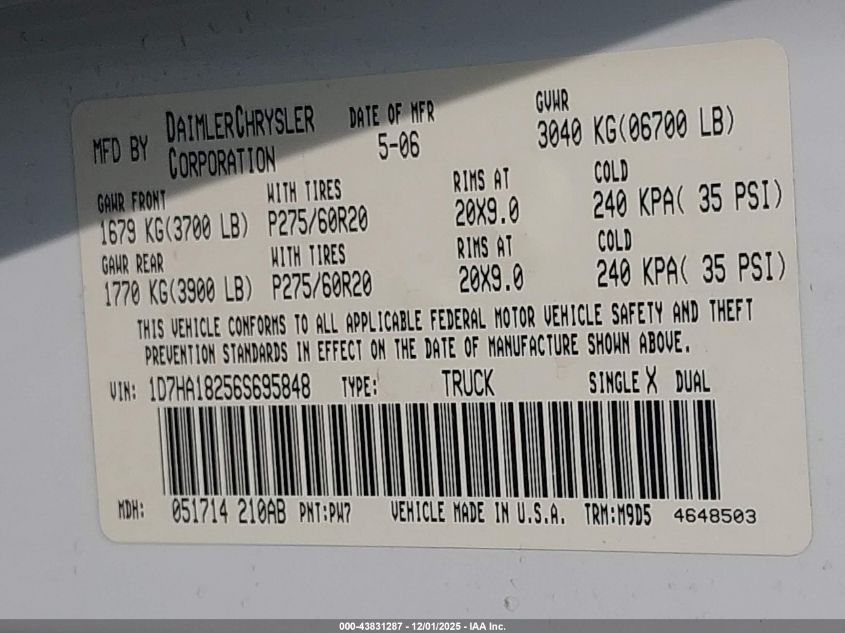 MFD BY DAIMLERCHRYSLER CORPORATION
DATE OF MFR 5-06
GVWR 3040 KG(06700 LB)
GAWR FRONT WITH TIRES RIMS AT COLD
1679 KG(3700 LB) P275/60R20 20X9.0 240 KPA( 35 PSI)
GAWR REAR WITH TIRES RIMS AT COLD
1770 KG(3900 LB) P275/60R20 20X9.0 240 KPA( 35 PSI)
THIS VEHICLE CONFORMS TO ALL APPLICABLE FEDERAL MOTOR VEHICLE SAFETY AND THEFT
PREVENTION STANDARDS IN EFFECT ON THE DATE OF MANUFACTURE SHOWN ABOVE.
VIN: 1D7HA18256S695848 TYPE: TRUCK SINGLE X DUAL
MDH: 051714 210AB PNT:PW7 VEHICLE MADE IN U.S.A. TRM:M9D5 4648503
000-43831287 - 12/01/2025 - IAA Inc.